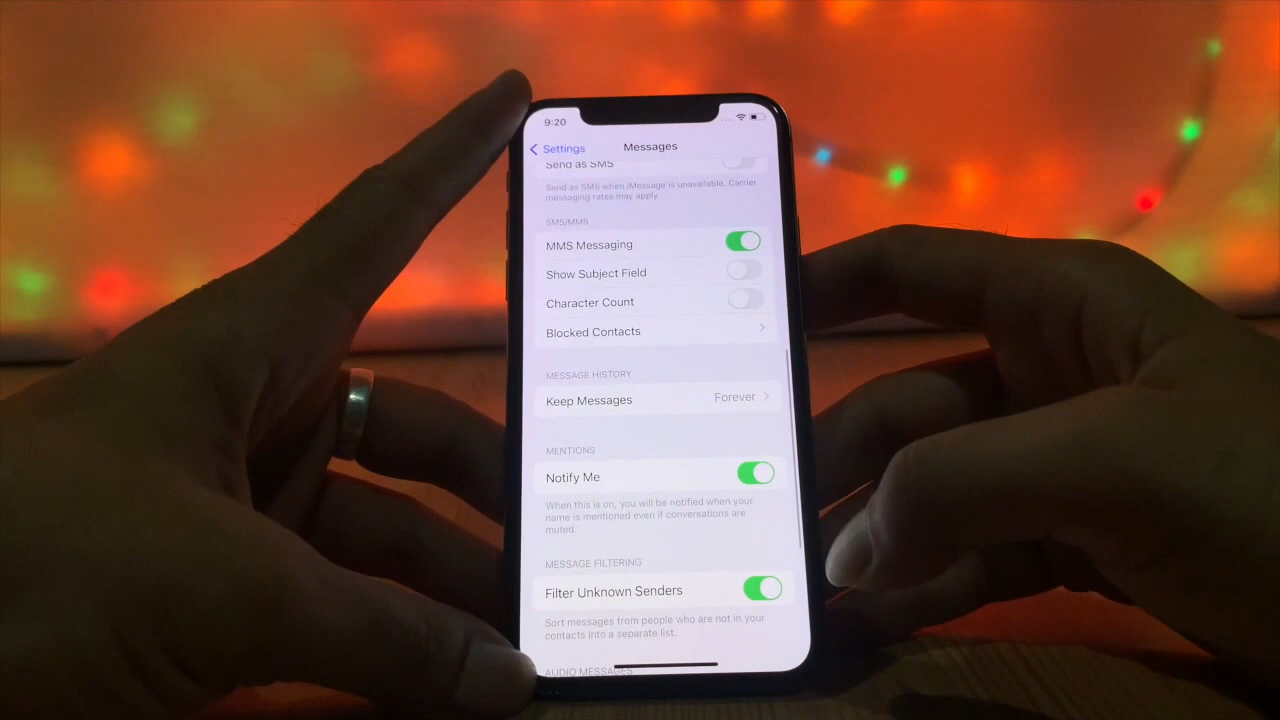 9:20
Settings
Messages
Send as SMS
Send as SMS when iMessage is unavailable. Carrier
messaging rates may apply.
SMS/MMS
MMS Messaging
Show Subject Field
Character Count
Blocked Contacts
MESSAGE HISTORY
Keep Messages Forever
MENTIONS
Notify Me
When this is on, you will be notified when your
name is mentioned even if conversations are
muted.
MESSAGE FILTERING
Filter Unknown Senders
Sort messages from people who are not in your
contacts into a separate list.
AUDIO MESSAGES